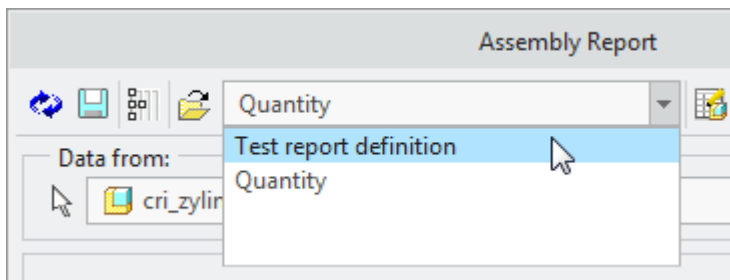 Assembly Report
Quantity
Test report definition
Quantity
Data from:
cri_zylin